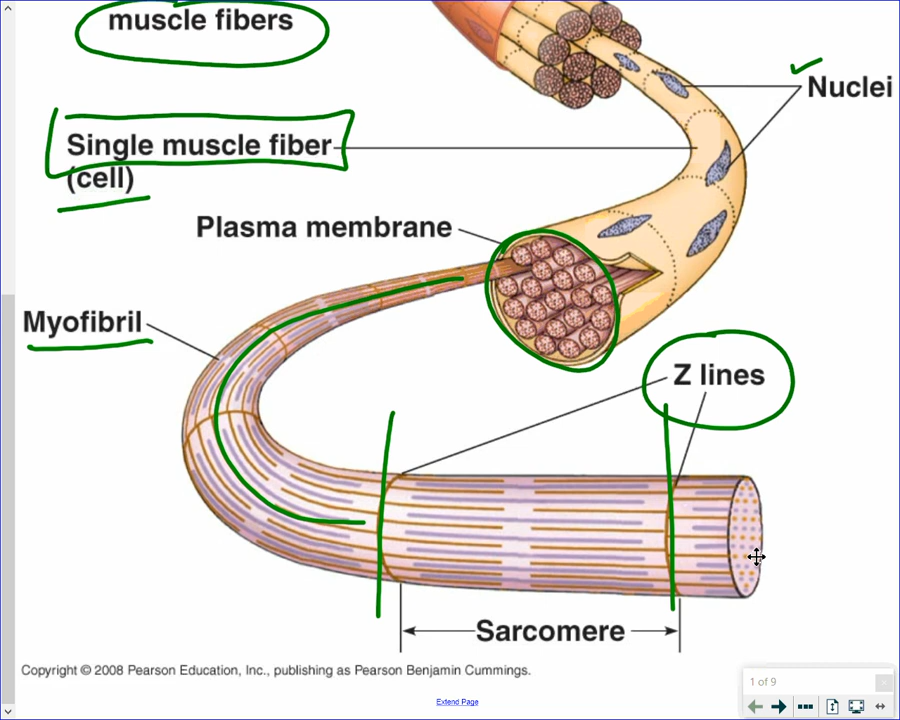 muscle fibers
Nuclei
Single muscle fiber
(cell)
Plasma membrane
Myofibril
Z lines
Sarcomere
Copyright © 2008 Pearson Education, Inc., publishing as Pearson Benjamin Cummings.
Extend Page
1 of 9